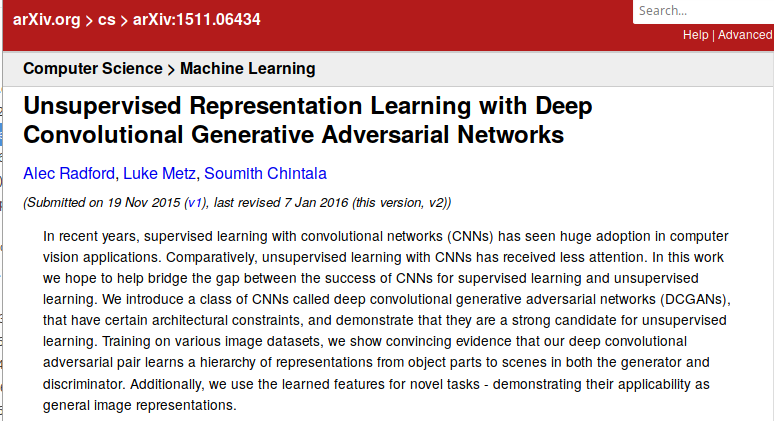 arXiv.org > cs > arXiv:1511.06434
Search...
Help | Advanced
Computer Science > Machine Learning
Unsupervised Representation Learning with Deep
Convolutional Generative Adversarial Networks
Alec Radford, Luke Metz, Soumith Chintala
(Submitted on 19 Nov 2015 (v1), last revised 7 Jan 2016 (this version, v2))
In recent years, supervised learning with convolutional networks (CNNs) has seen huge adoption in computer
vision applications. Comparatively, unsupervised learning with CNNs has received less attention. In this work
we hope to help bridge the gap between the success of CNNs for supervised learning and unsupervised
learning. We introduce a class of CNNs called deep convolutional generative adversarial networks (DCGANs),
that have certain architectural constraints, and demonstrate that they are a strong candidate for unsupervised
learning. Training on various image datasets, we show convincing evidence that our deep convolutional
adversarial pair learns a hierarchy of representations from object parts to scenes in both the generator and
discriminator. Additionally, we use the learned features for novel tasks - demonstrating their applicability as
general image representations.